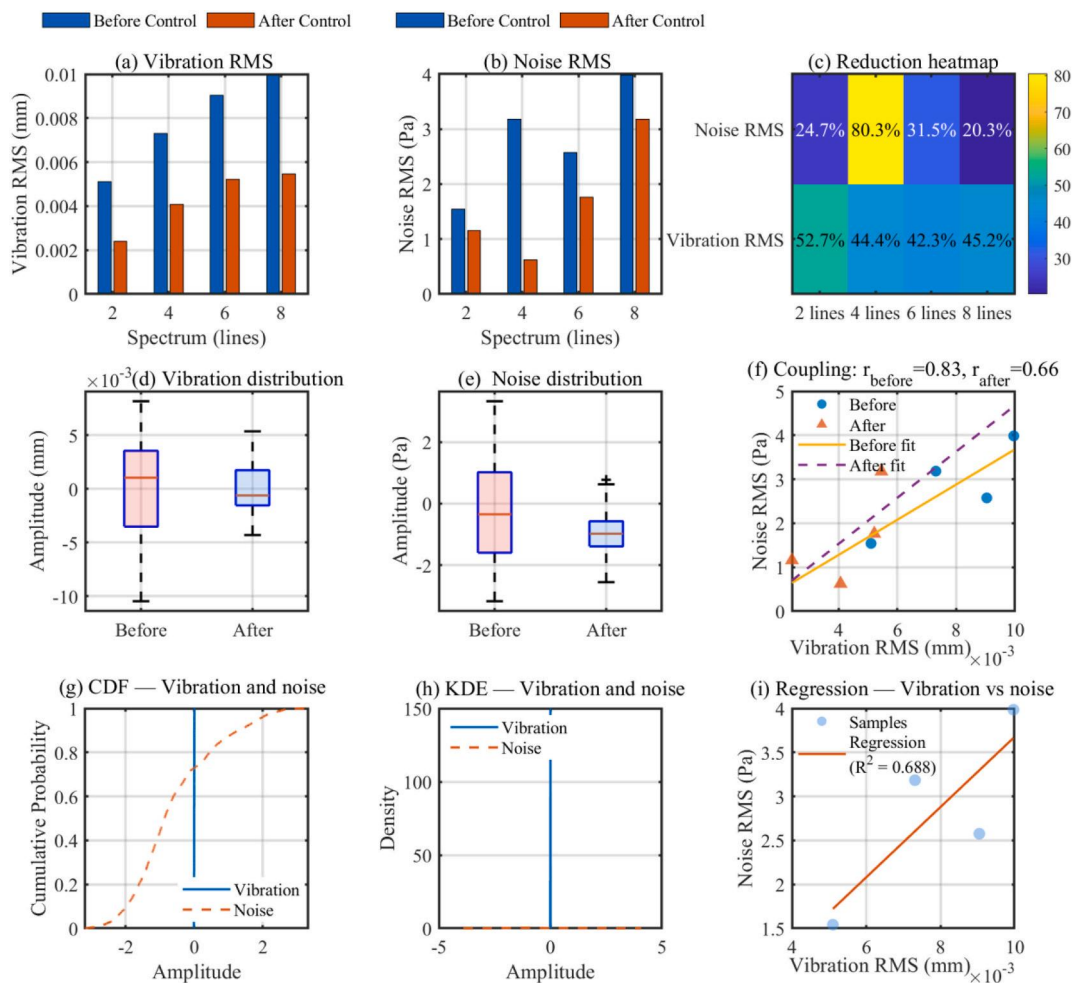 Before Control After Control Before Control After Control
(a) Vibration RMS
Vibration RMS (mm)
0.01
0.008
0.006
0.004
0.002
0
2 4 6 8
Spectrum (lines)
(b) Noise RMS
Noise RMS (Pa)
4
3
2
1
0
2 4 6 8
Spectrum (lines)
(c) Reduction heatmap
Noise RMS 24.7% 80.3% 31.5% 20.3%
Vibration RMS 52.7% 44.4% 42.3% 45.2%
2 lines 4 lines 6 lines 8 lines
80
70
60
50
40
30
×10⁻³ (d) Vibration distribution
Amplitude (mm)
5
0
-5
-10
Before After
(e) Noise distribution
Amplitude (Pa)
2
0
-2
Before After
(f) Coupling: r_before=0.83, r_after=0.66
Noise RMS (Pa)
5
4
3
2
1
0
Before
After
Before fit
After fit
4 6 8 10
Vibration RMS (mm) ×10⁻³
(g) CDF — Vibration and noise
Cumulative Probability
1
0.8
0.6
0.4
0.2
0
Vibration
Noise
-2 0 2
Amplitude
(h) KDE — Vibration and noise
Density
150
100
50
0
Vibration
Noise
-5 0 5
Amplitude
(i) Regression — Vibration vs noise
Noise RMS (Pa)
4
3.5
3
2.5
2
1.5
Samples
Regression
(R² = 0.688)
4 6 8 10
Vibration RMS (mm) ×10⁻³